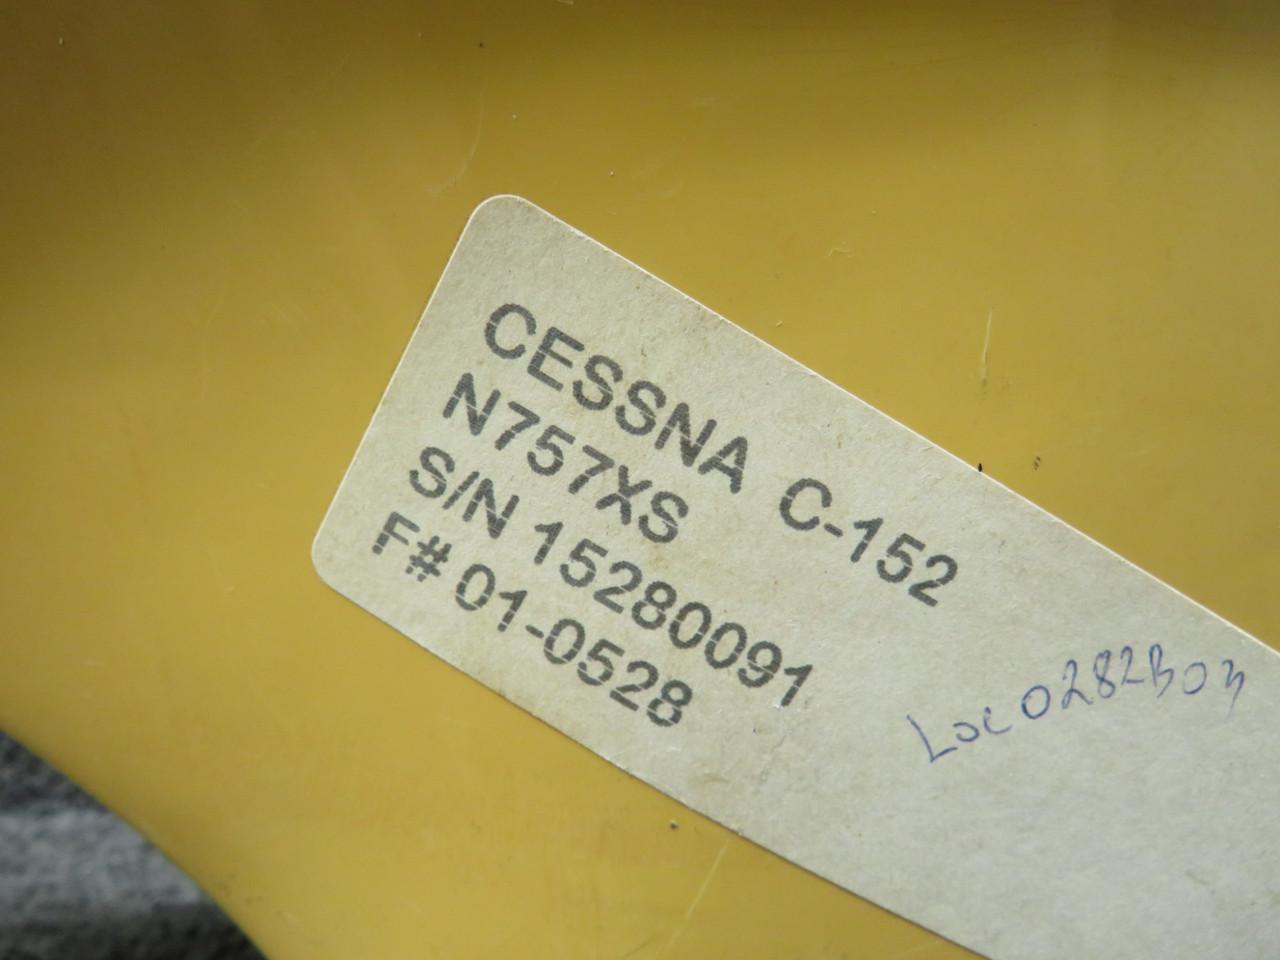 CESSNA C-152
N757XS
S/N 15280091
F# 01-0528
Loc0282B03